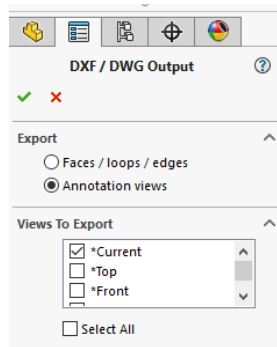 DXF / DWG Output
Export
Faces / loops / edges
Annotation views
Views To Export
*Current
*Top
*Front
Select All